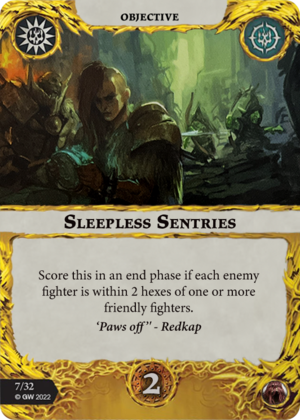 OBJECTIVE
SLEEPLESS SENTRIES
Score this in an end phase if each enemy
fighter is within 2 hexes of one or more
friendly fighters.
'Paws off" - Redkap
7/32
© GW 2022
2